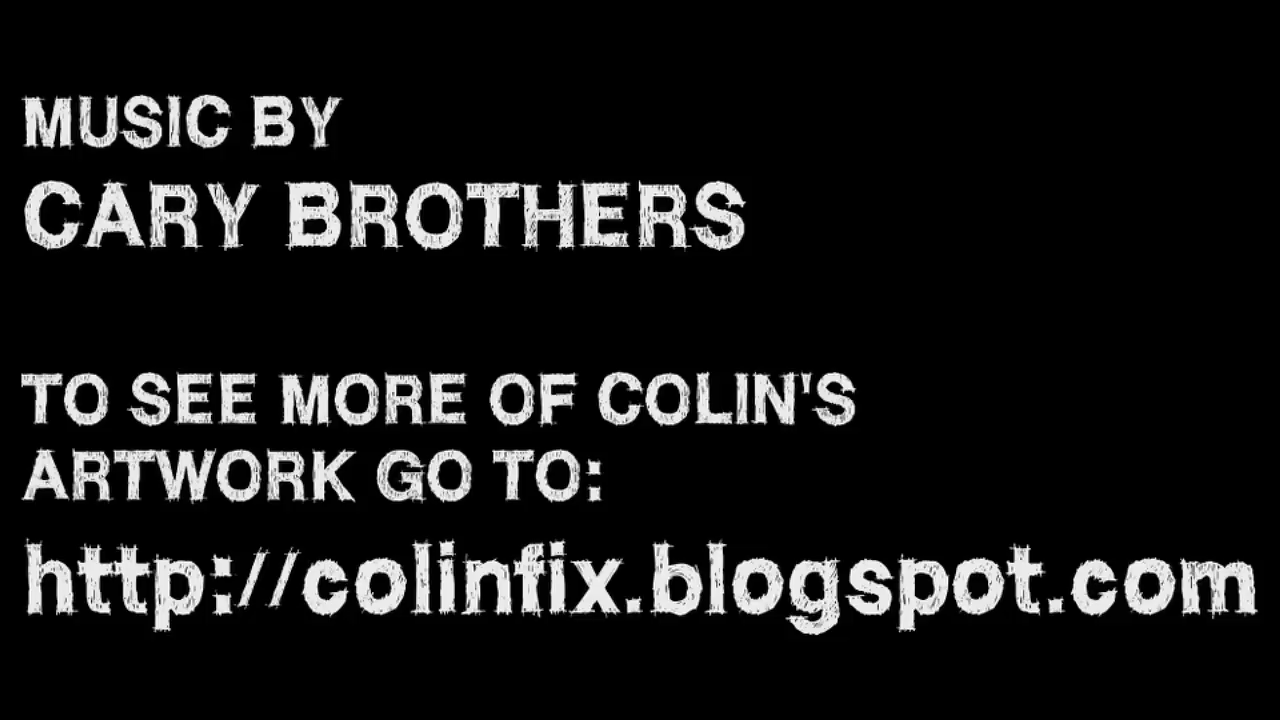 MUSIC BY
CARY BROTHERS
TO SEE MORE OF COLIN'S
ARTWORK GO TO:
http://colinfix.blogspot.com